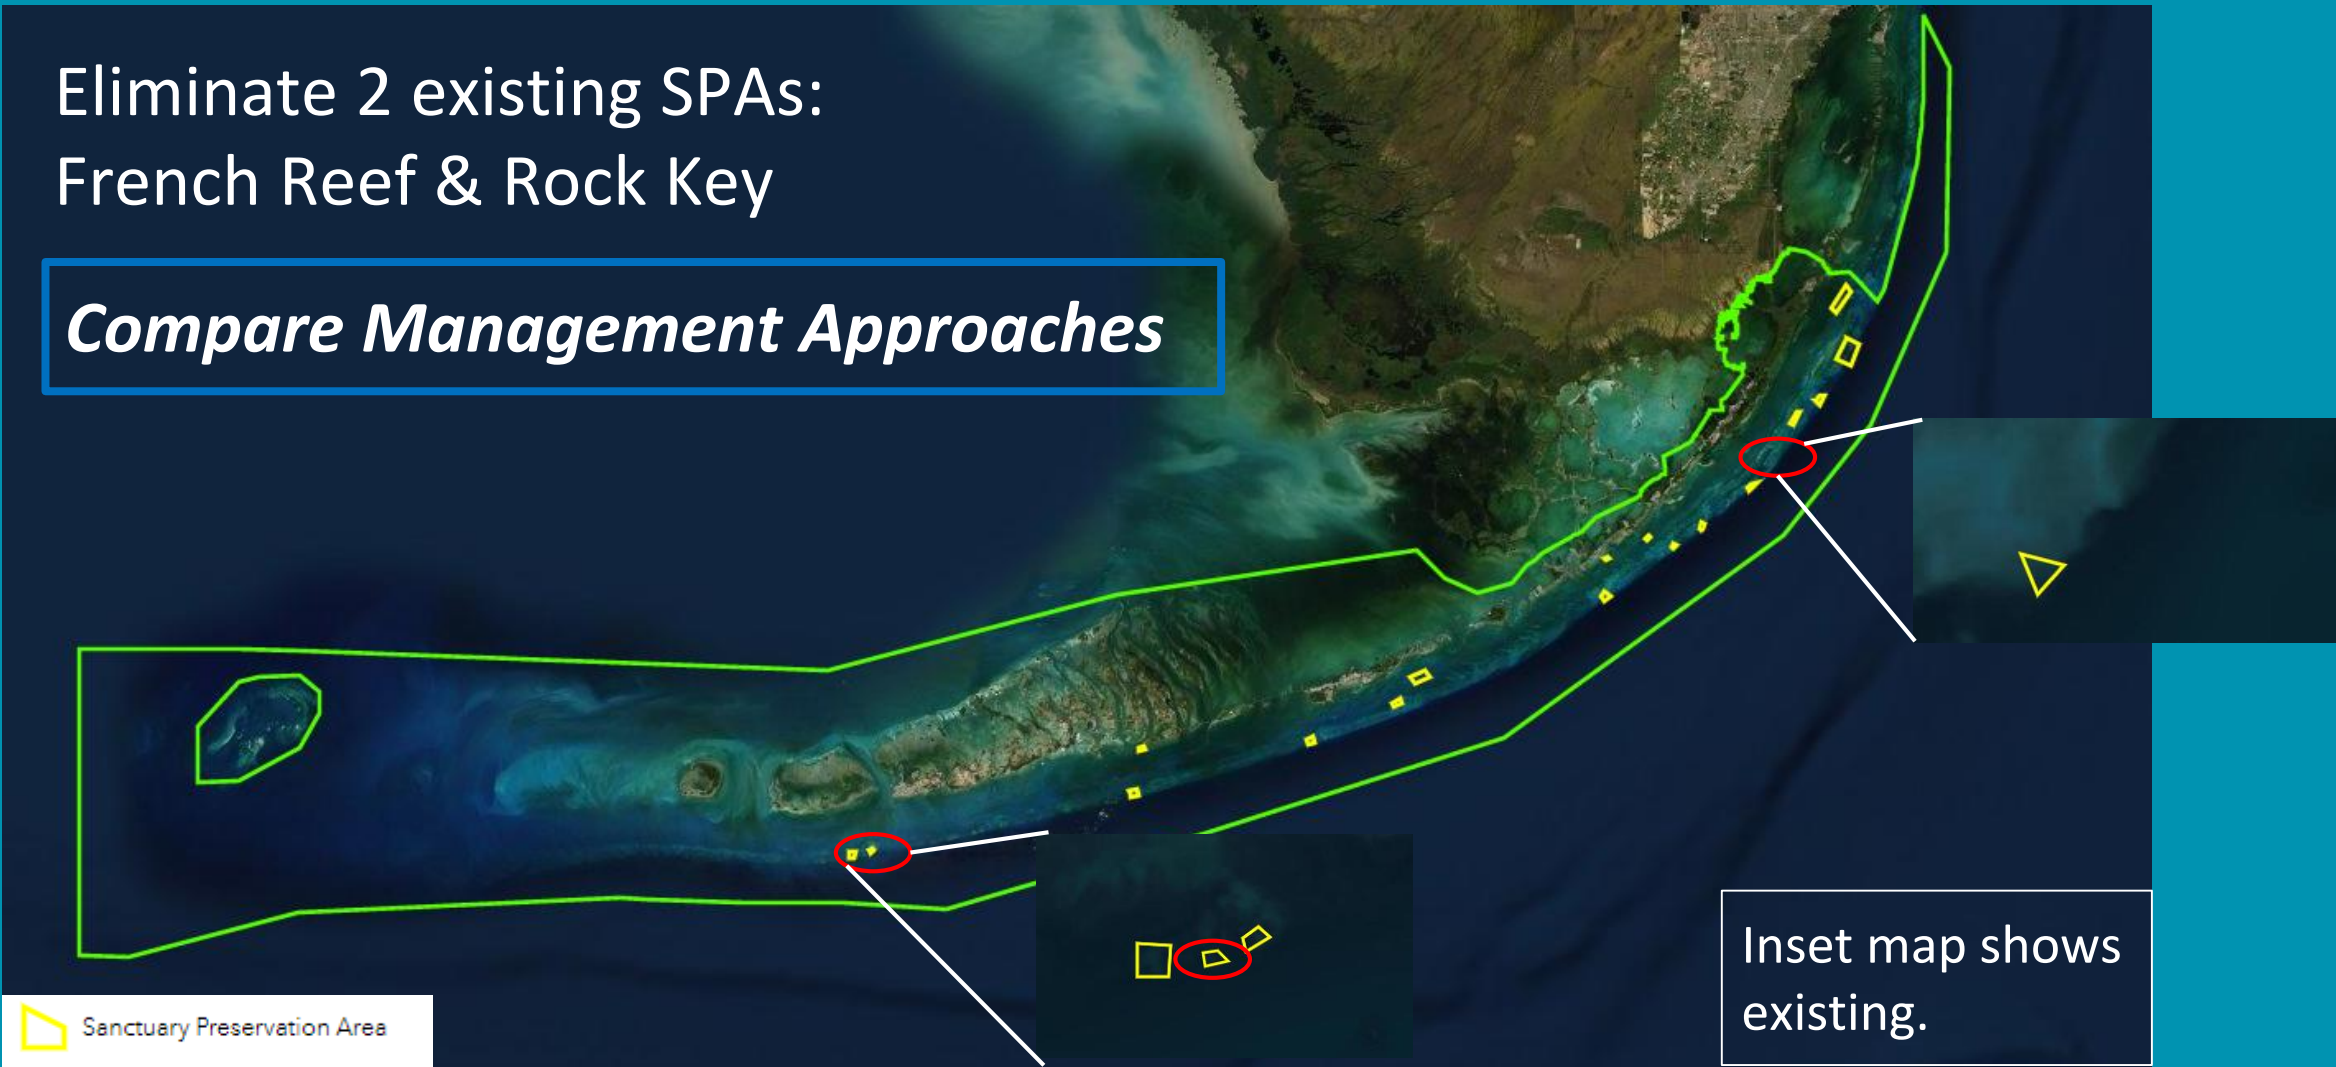 Eliminate 2 existing SPAs:
French Reef & Rock Key
Compare Management Approaches
Inset map shows
existing.
Sanctuary Preservation Area